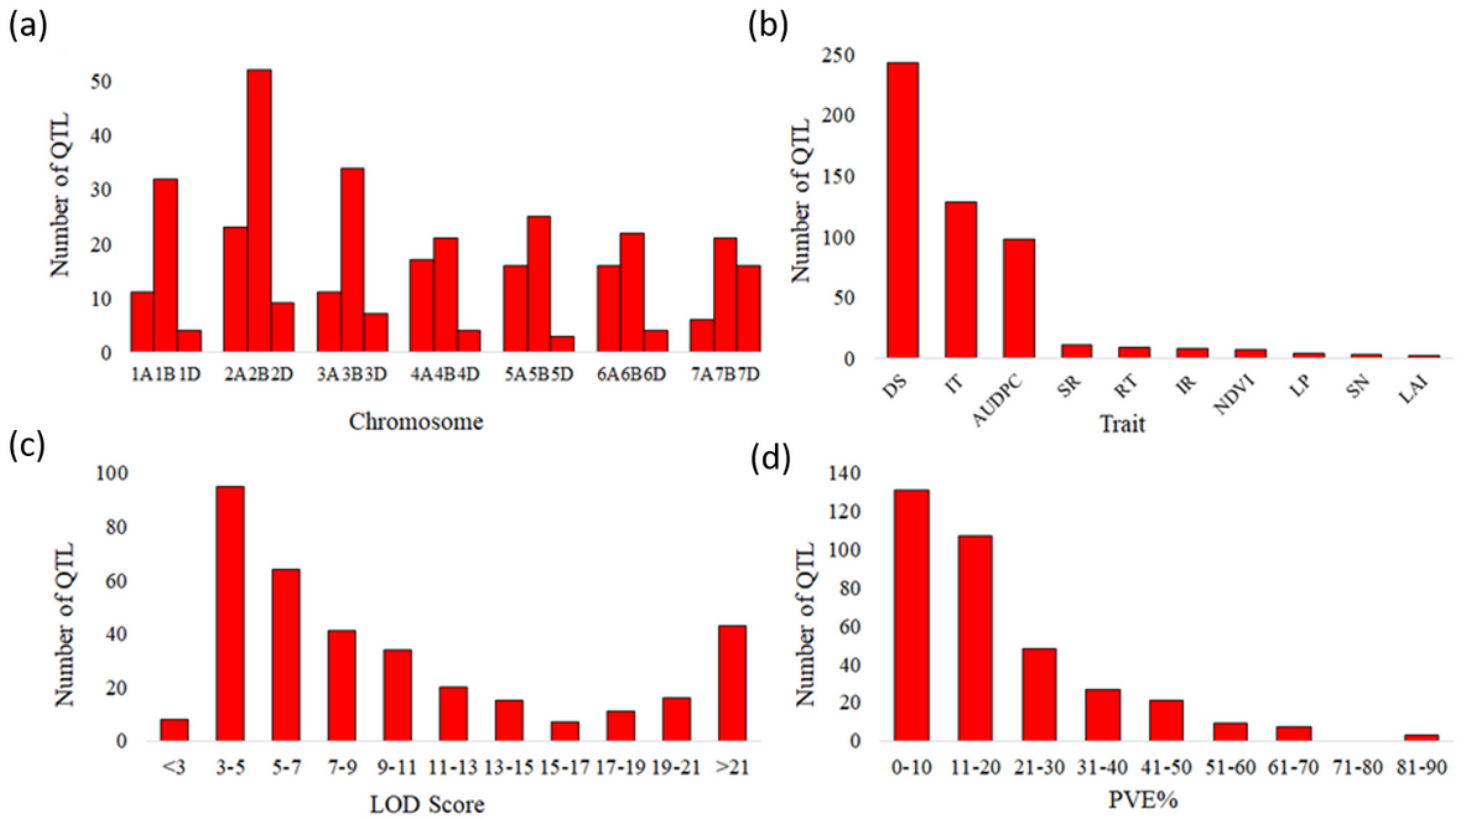 (a)
Number of QTL
50
40
30
20
10
0
1A1B1D 2A2B2D 3A3B3D 4A4B4D 5A5B5D 6A6B6D 7A7B7D
Chromosome
(b)
Number of QTL
250
200
150
100
50
0
DS IT AUDPC SR RT IR NDVI LP SN LAI
Trait
(c)
Number of QTL
100
80
60
40
20
0
<3 3-5 5-7 7-9 9-11 11-13 13-15 15-17 17-19 19-21 >21
LOD Score
(d)
Number of QTL
140
120
100
80
60
40
20
0
0-10 11-20 21-30 31-40 41-50 51-60 61-70 71-80 81-90
PVE%